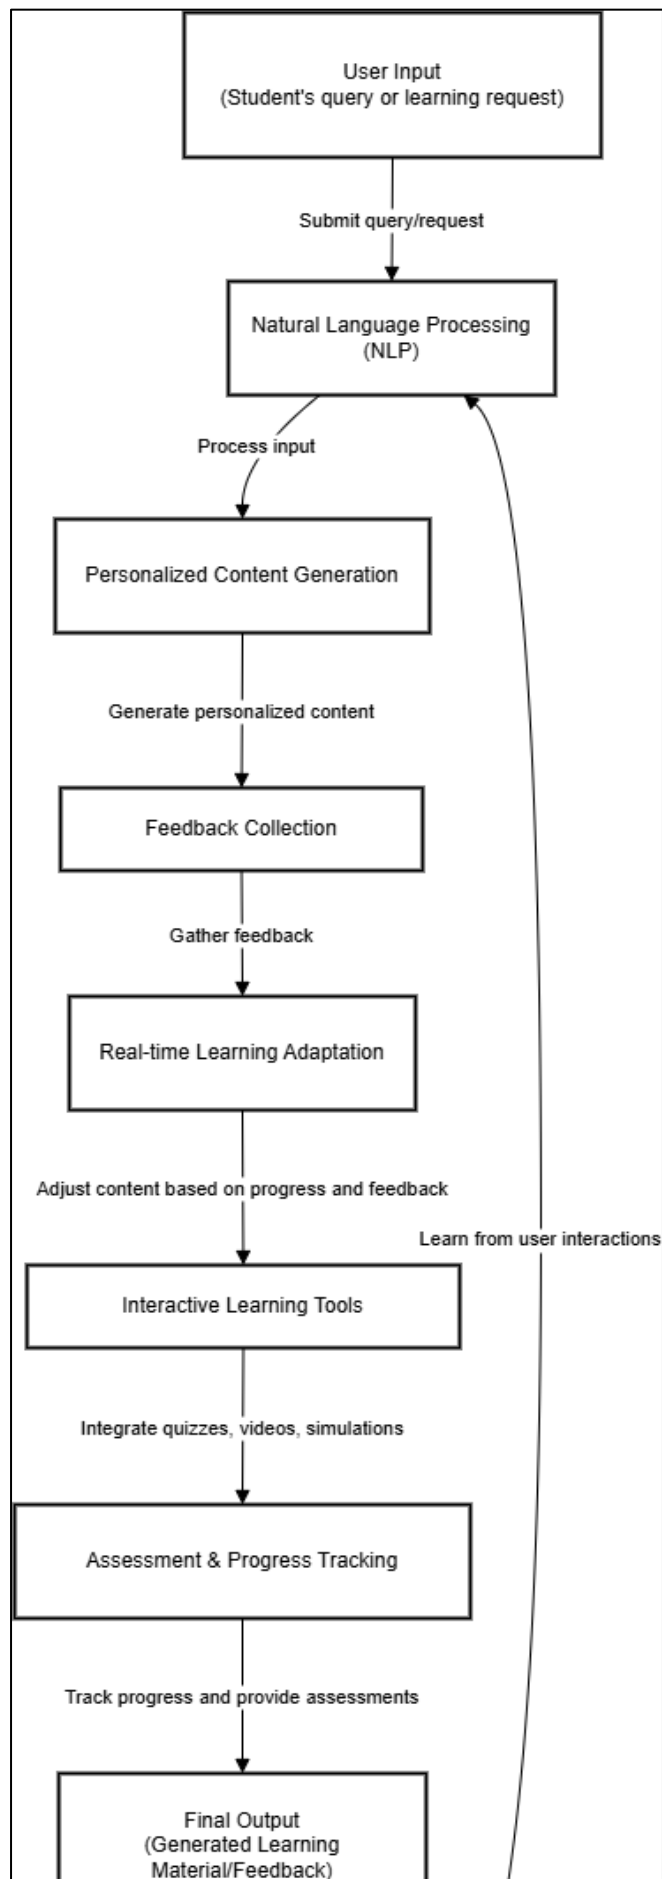 User Input
(Student's query or learning request)
Submit query/request
Natural Language Processing
(NLP)
Process input
Personalized Content Generation
Generate personalized content
Feedback Collection
Gather feedback
Real-time Learning Adaptation
Adjust content based on progress and feedback
Learn from user interactions
Interactive Learning Tools
Integrate quizzes, videos, simulations
Assessment & Progress Tracking
Track progress and provide assessments
Final Output
(Generated Learning
Material/Feedback)